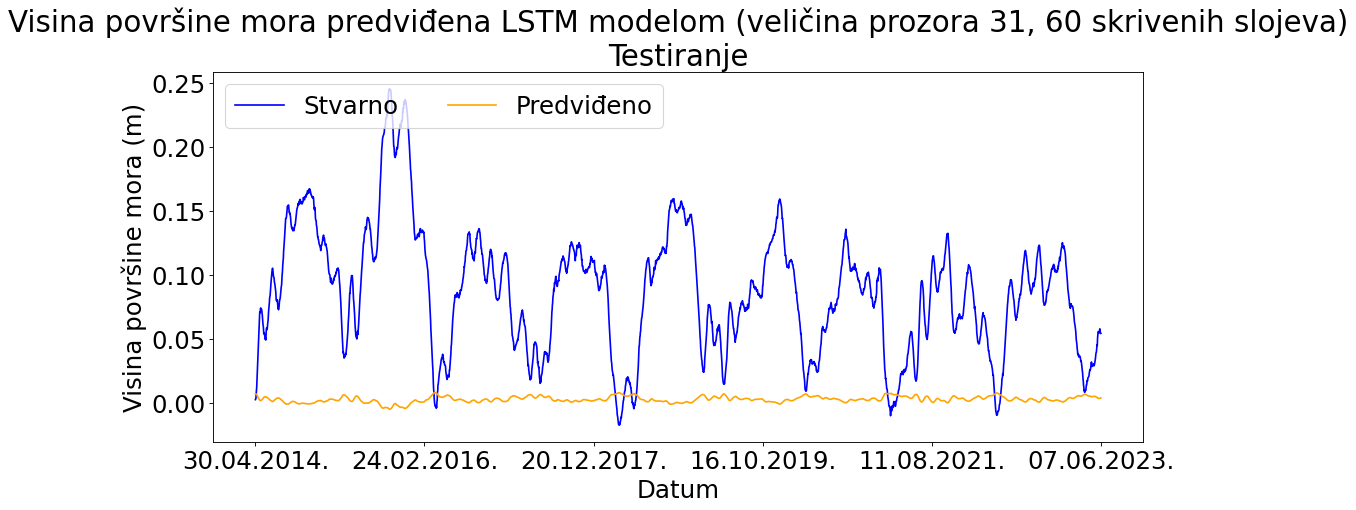 Visina površine mora predviđena LSTM modelom (veličina prozora 31, 60 skrivenih slojeva)
Testiranje
Stvarno Predviđeno
Visina površine mora (m)
0.25
0.20
0.15
0.10
0.05
0.00
30.04.2014. 24.02.2016. 20.12.2017. 16.10.2019. 11.08.2021. 07.06.2023.
Datum